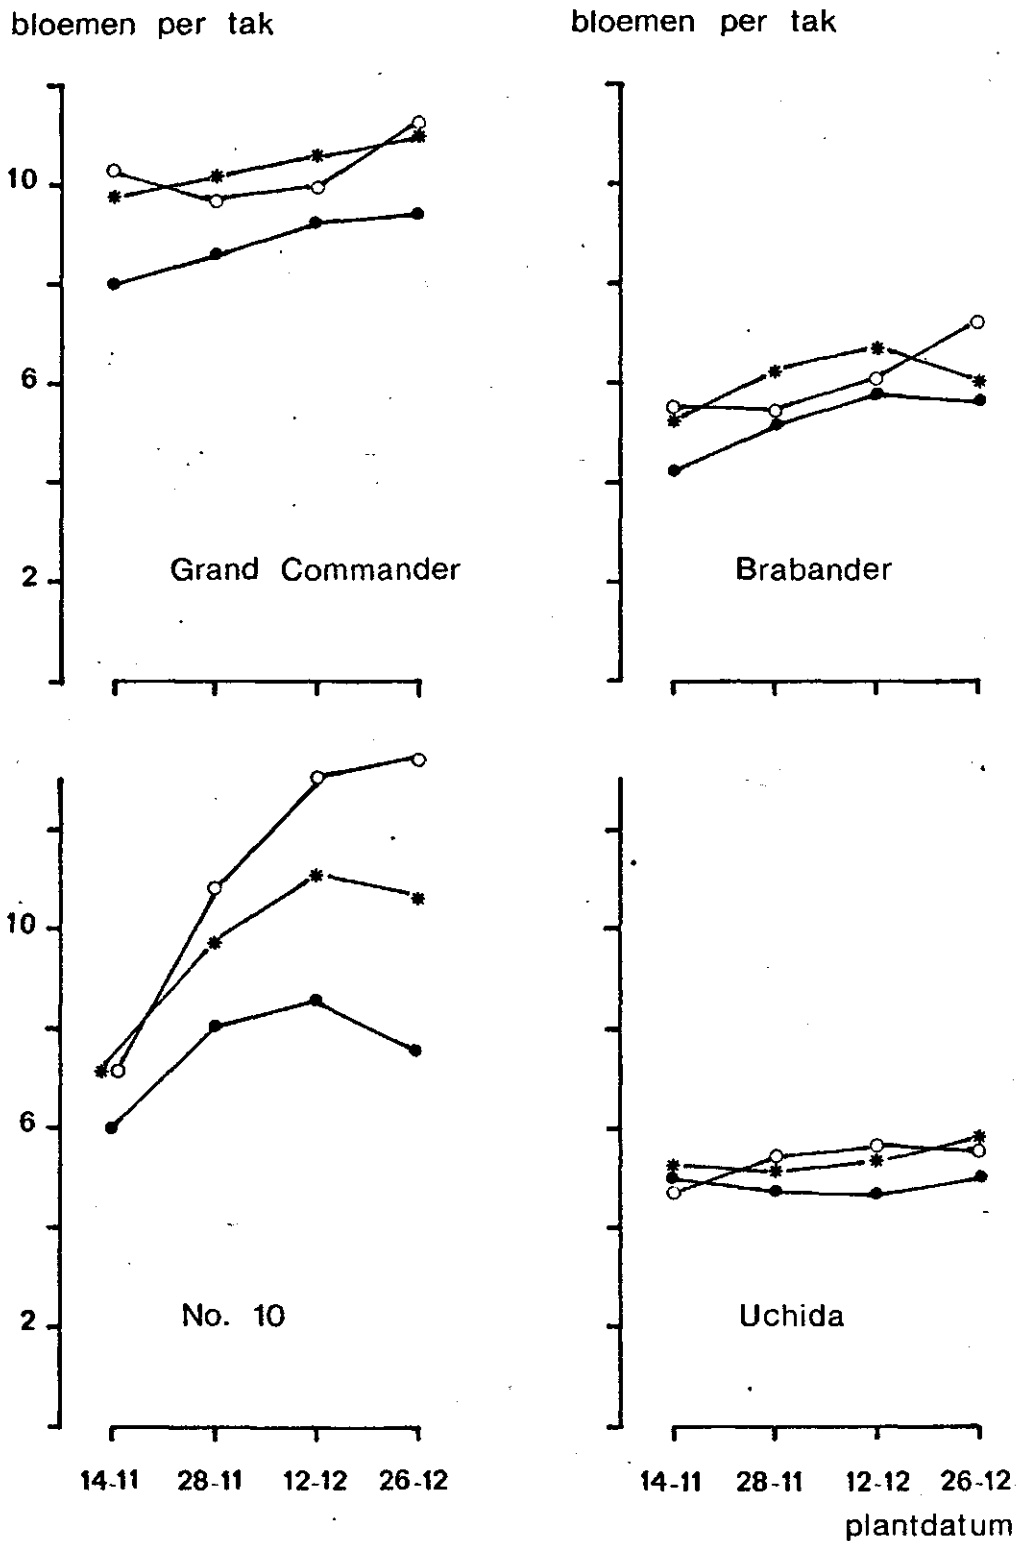 bloemen per tak
bloemen per tak
10
6
2
Grand Commander
Brabander
10
6
2
No. 10
Uchida
14-11 28-11 12-12 26-12
14-11 28-11 12-12 26-12
plantdatum